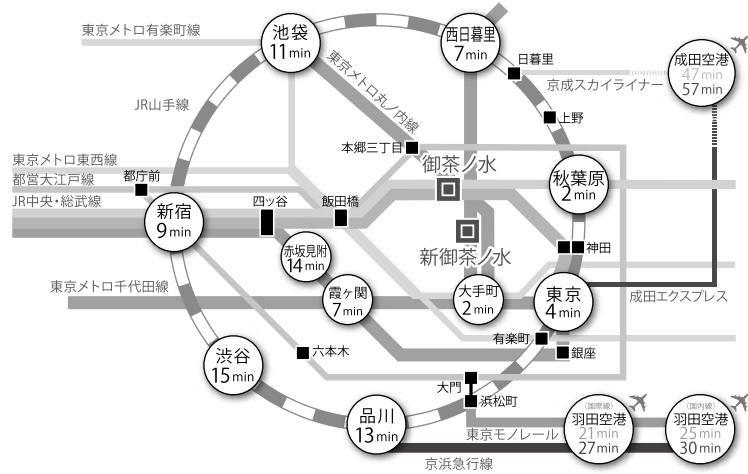 東京メトロ有楽町線
池袋
11min
西日暮里
7min
東京メトロ丸ノ内線
日暮里
京成スカイライナー
成田空港
47min
57min
JR山手線
上野
本郷三丁目
御茶ノ水
東京メトロ東西線
都営大江戸線
都庁前
JR中央・総武線
新宿
9min
四ッ谷
飯田橋
秋葉原
2min
新御茶ノ水
神田
赤坂見附
14min
東京メトロ千代田線
霞ヶ関
7min
大手町
2min
東京
4min
成田エクスプレス
有楽町
銀座
六本木
渋谷
15min
大門
浜松町
品川
13min
東京モノレール
京浜急行線
(国際線)
羽田空港
21min
27min
(国内線)
羽田空港
25min
30min